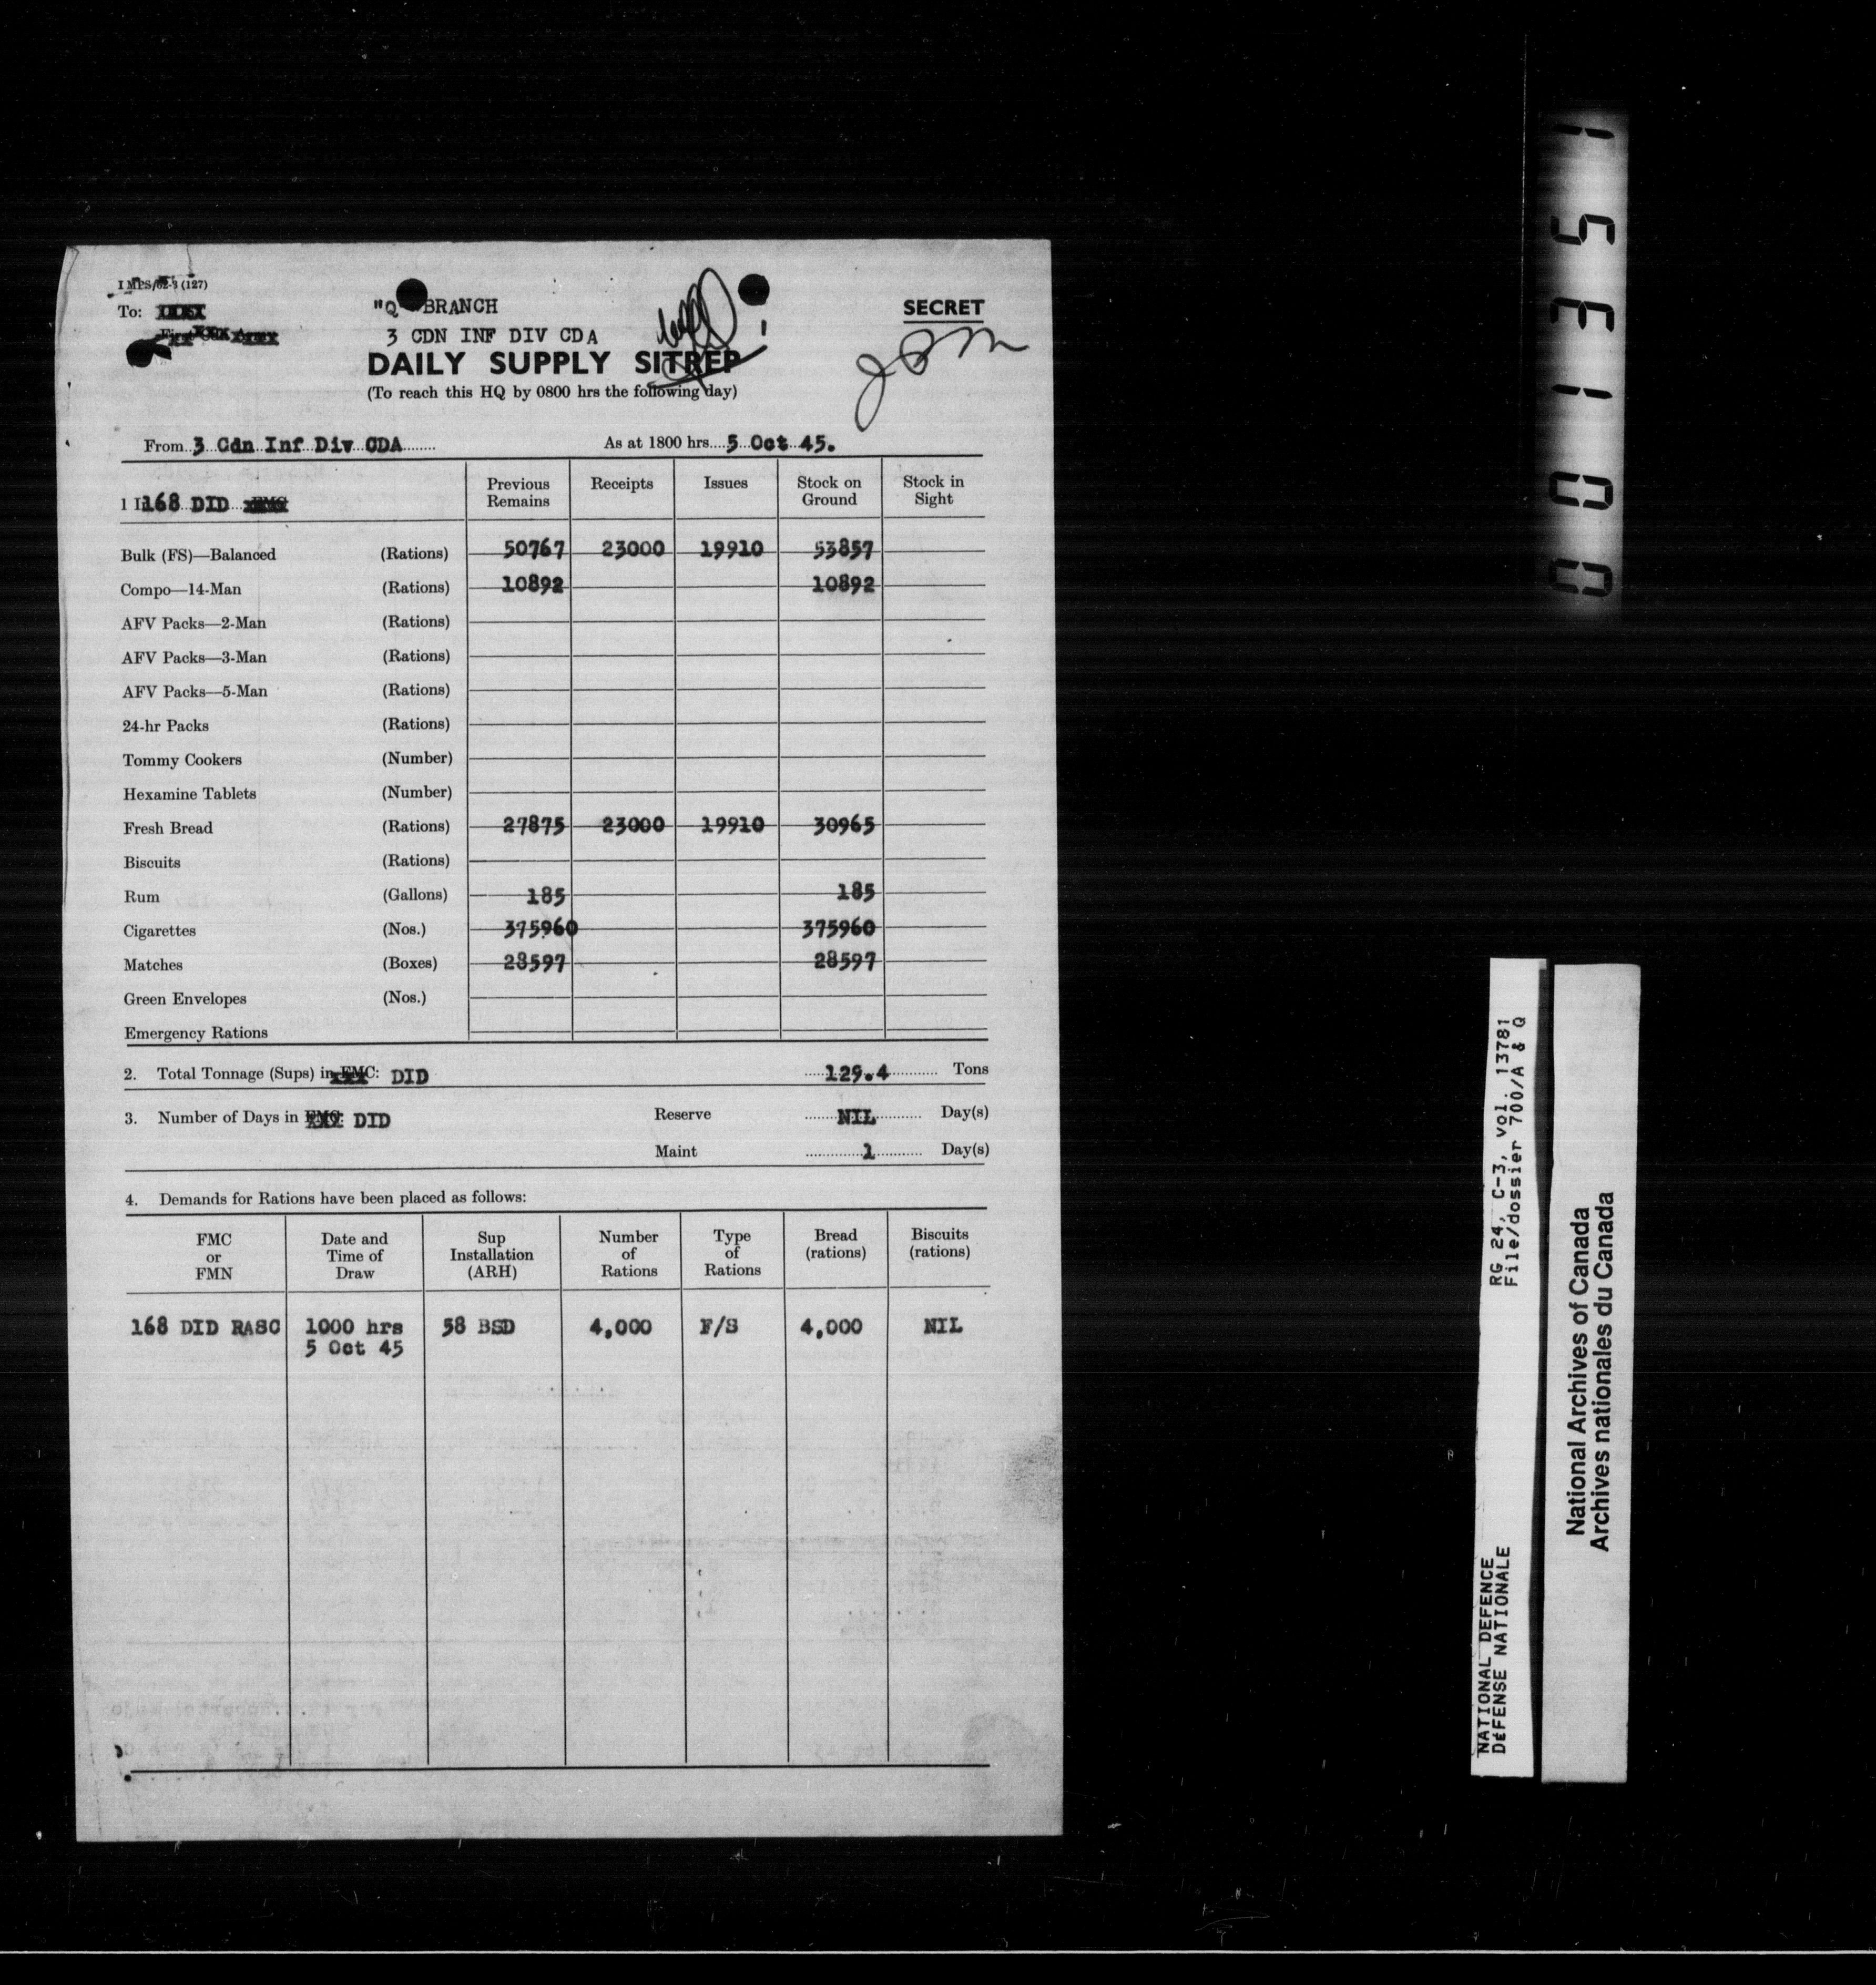 I MPS/62-3 (127)
To:
"Q" BRANCH
3 CDN INF DIV CDA
SECRET
DAILY SUPPLY SITREP
(To reach this HQ by 0800 hrs the following day)
From 3 Cdn Inf Div CDA As at 1800 hrs 5 Oct 45.
1 In 168 DID Previous Remains Receipts Issues Stock on Ground Stock in Sight
Bulk (FS)—Balanced (Rations) 50767 23000 19910 53857
Compo—14-Man (Rations) 10892 10892
AFV Packs—2-Man (Rations)
AFV Packs—3-Man (Rations)
AFV Packs—5-Man (Rations)
24-hr Packs (Rations)
Tommy Cookers (Number)
Hexamine Tablets (Number)
Fresh Bread (Rations) 27875 23000 19910 30965
Biscuits (Rations)
Rum (Gallons) 185 185
Cigarettes (Nos.) 375960 375960
Matches (Boxes) 28597 28597
Green Envelopes (Nos.)
Emergency Rations
2. Total Tonnage (Sups) in FMC: DID 129.4 Tons
3. Number of Days in FMC: DID Reserve NIL Day(s)
Maint 1 Day(s)
4. Demands for Rations have been placed as follows:
FMC or FMN Date and Time of Draw Sup Installation (ARH) Number of Rations Type of Rations Bread (rations) Biscuits (rations)
168 DID RASC 1000 hrs 58 BSD 4,000 F/S 4,000 NIL
5 Oct 45
001351
RG 24, C-3, vol. 13781
File/dossier 700/A & Q
NATIONAL DEFENCE
DÉFENSE NATIONALE
National Archives of Canada
Archives nationales du Canada